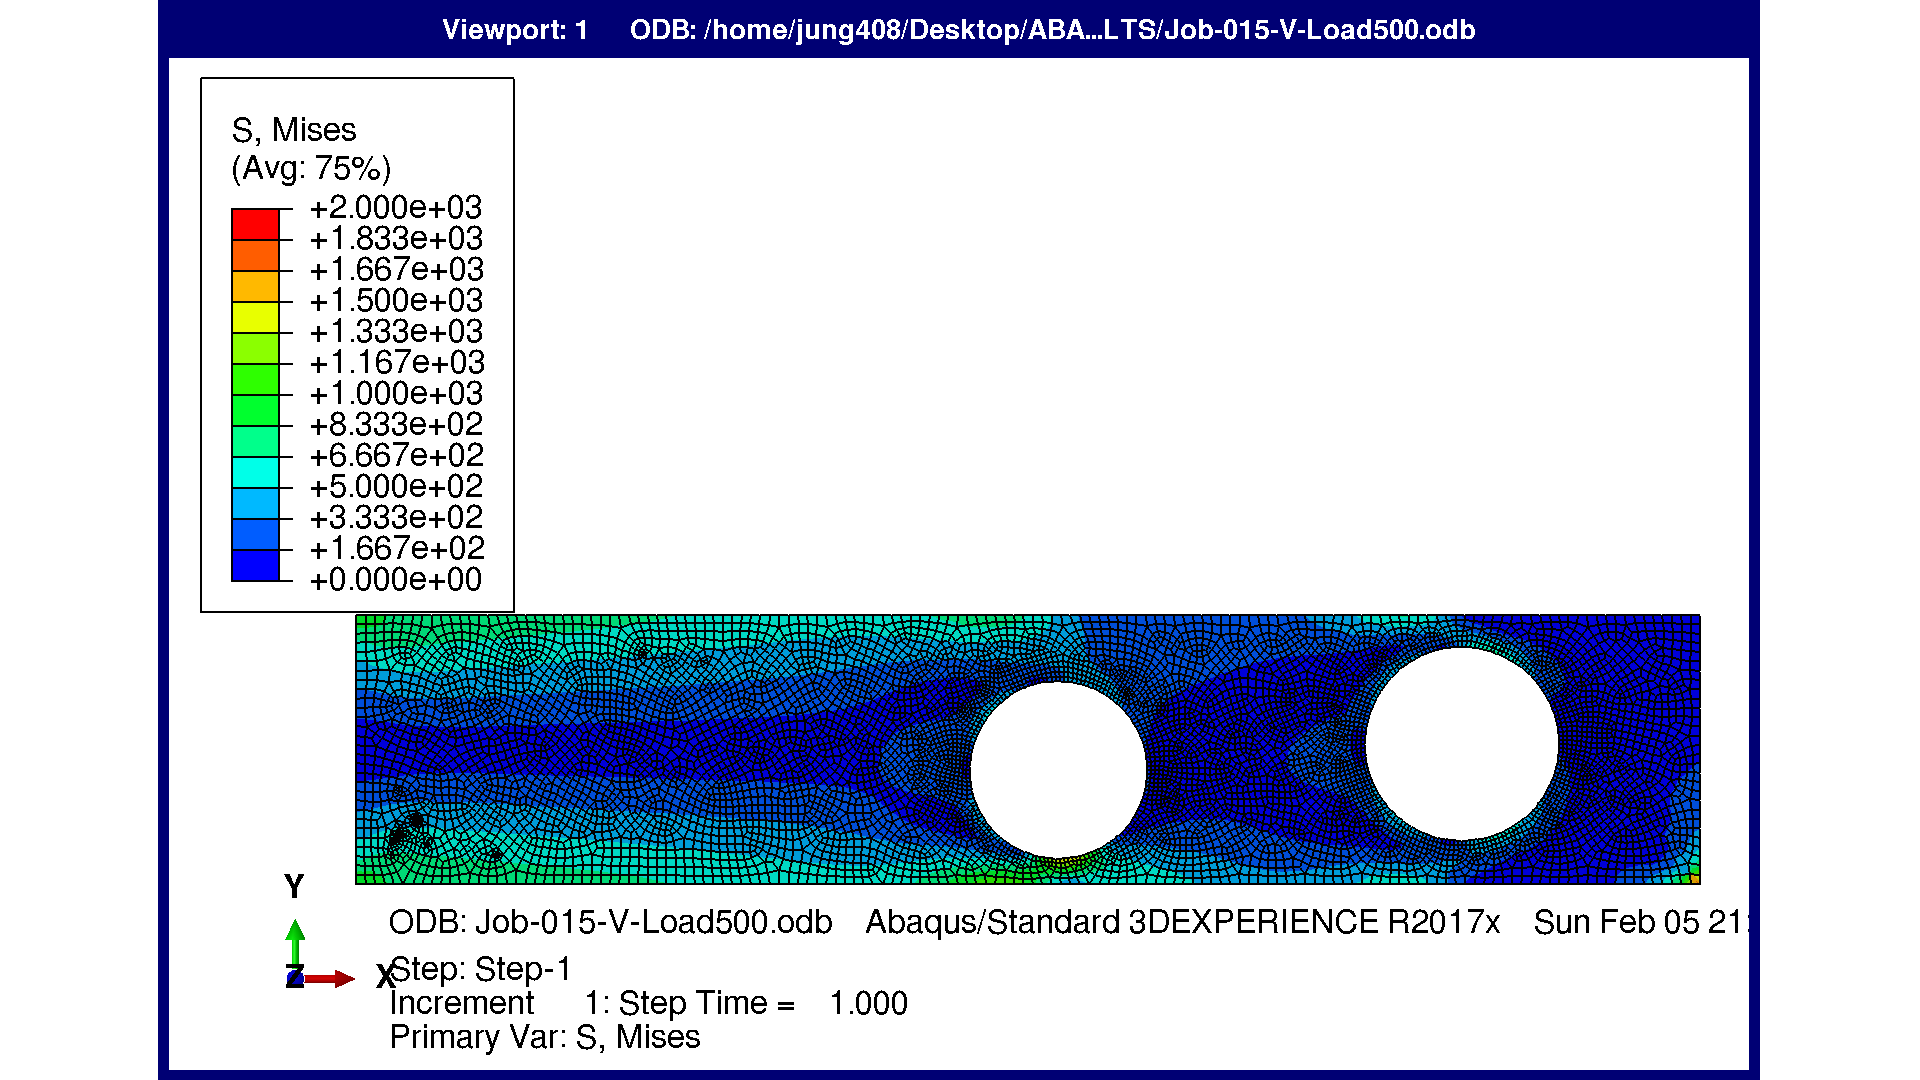 Viewport: 1 ODB: /home/jung408/Desktop/ABA...LTS/Job-015-V-Load500.odb
S, Mises
(Avg: 75%)
+2.000e+03
+1.833e+03
+1.667e+03
+1.500e+03
+1.333e+03
+1.167e+03
+1.000e+03
+8.333e+02
+6.667e+02
+5.000e+02
+3.333e+02
+1.667e+02
+0.000e+00
Y
Z
X
ODB: Job-015-V-Load500.odb Abaqus/Standard 3DEXPERIENCE R2017x Sun Feb 05 21:
Step: Step-1
Increment 1: Step Time = 1.000
Primary Var: S, Mises